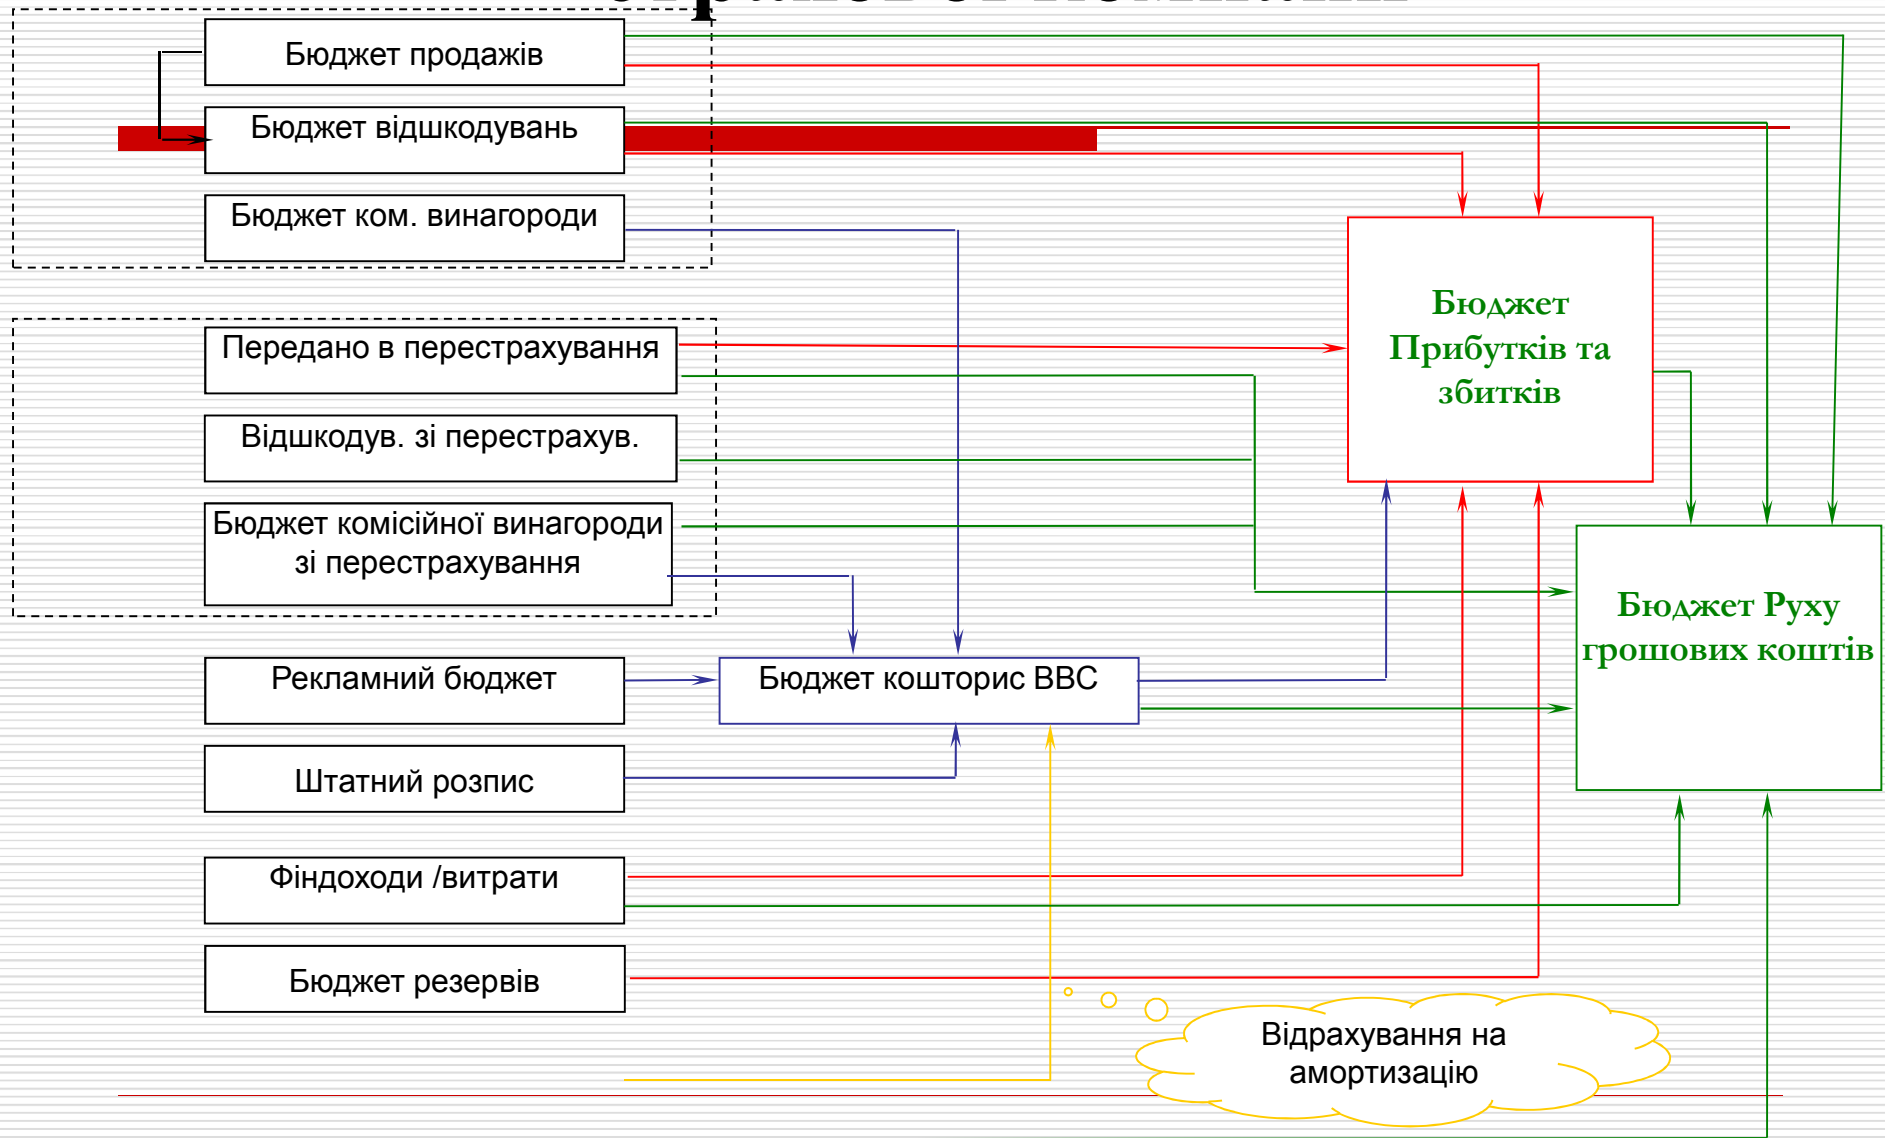 Бюджет продажів
Бюджет відшкодувань
Бюджет ком. винагороди
Передано в перестрахування
Відшкодув. зі перестрахув.
Бюджет комісійної винагороди
зі перестрахування
Рекламний бюджет
Штатний розпис
Фіндоходи /витрати
Бюджет резервів
Бюджет кошторис ВВС
Бюджет
Прибутків та
збитків
Бюджет Руху
грошових коштів
Відрахування на
амортизацію